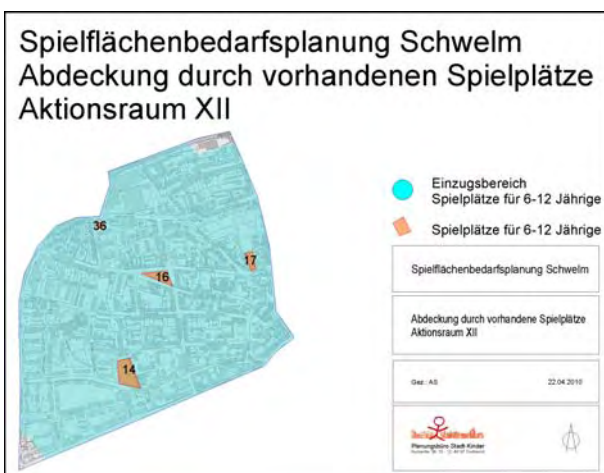 Spielflächenbedarfsplanung Schwelm
Abdeckung durch vorhandenen Spielplätze
Aktionsraum XII
36
17
16
14
Einzugsbereich
Spielplätze für 6-12 Jährige
Spielplätze für 6-12 Jährige
Spielflächenbedarfsplanung Schwelm
Abdeckung durch vorhandene Spielplätze
Aktionsraum XII
Gez.: AS
22.04.2010
Planungsbüro Stadt-Kinder